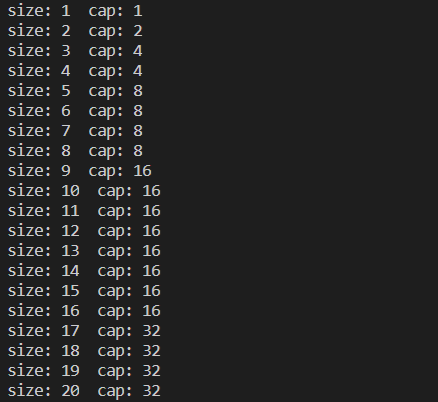 size: 1  cap: 1
size: 2  cap: 2
size: 3  cap: 4
size: 4  cap: 4
size: 5  cap: 8
size: 6  cap: 8
size: 7  cap: 8
size: 8  cap: 8
size: 9  cap: 16
size: 10  cap: 16
size: 11  cap: 16
size: 12  cap: 16
size: 13  cap: 16
size: 14  cap: 16
size: 15  cap: 16
size: 16  cap: 16
size: 17  cap: 32
size: 18  cap: 32
size: 19  cap: 32
size: 20  cap: 32